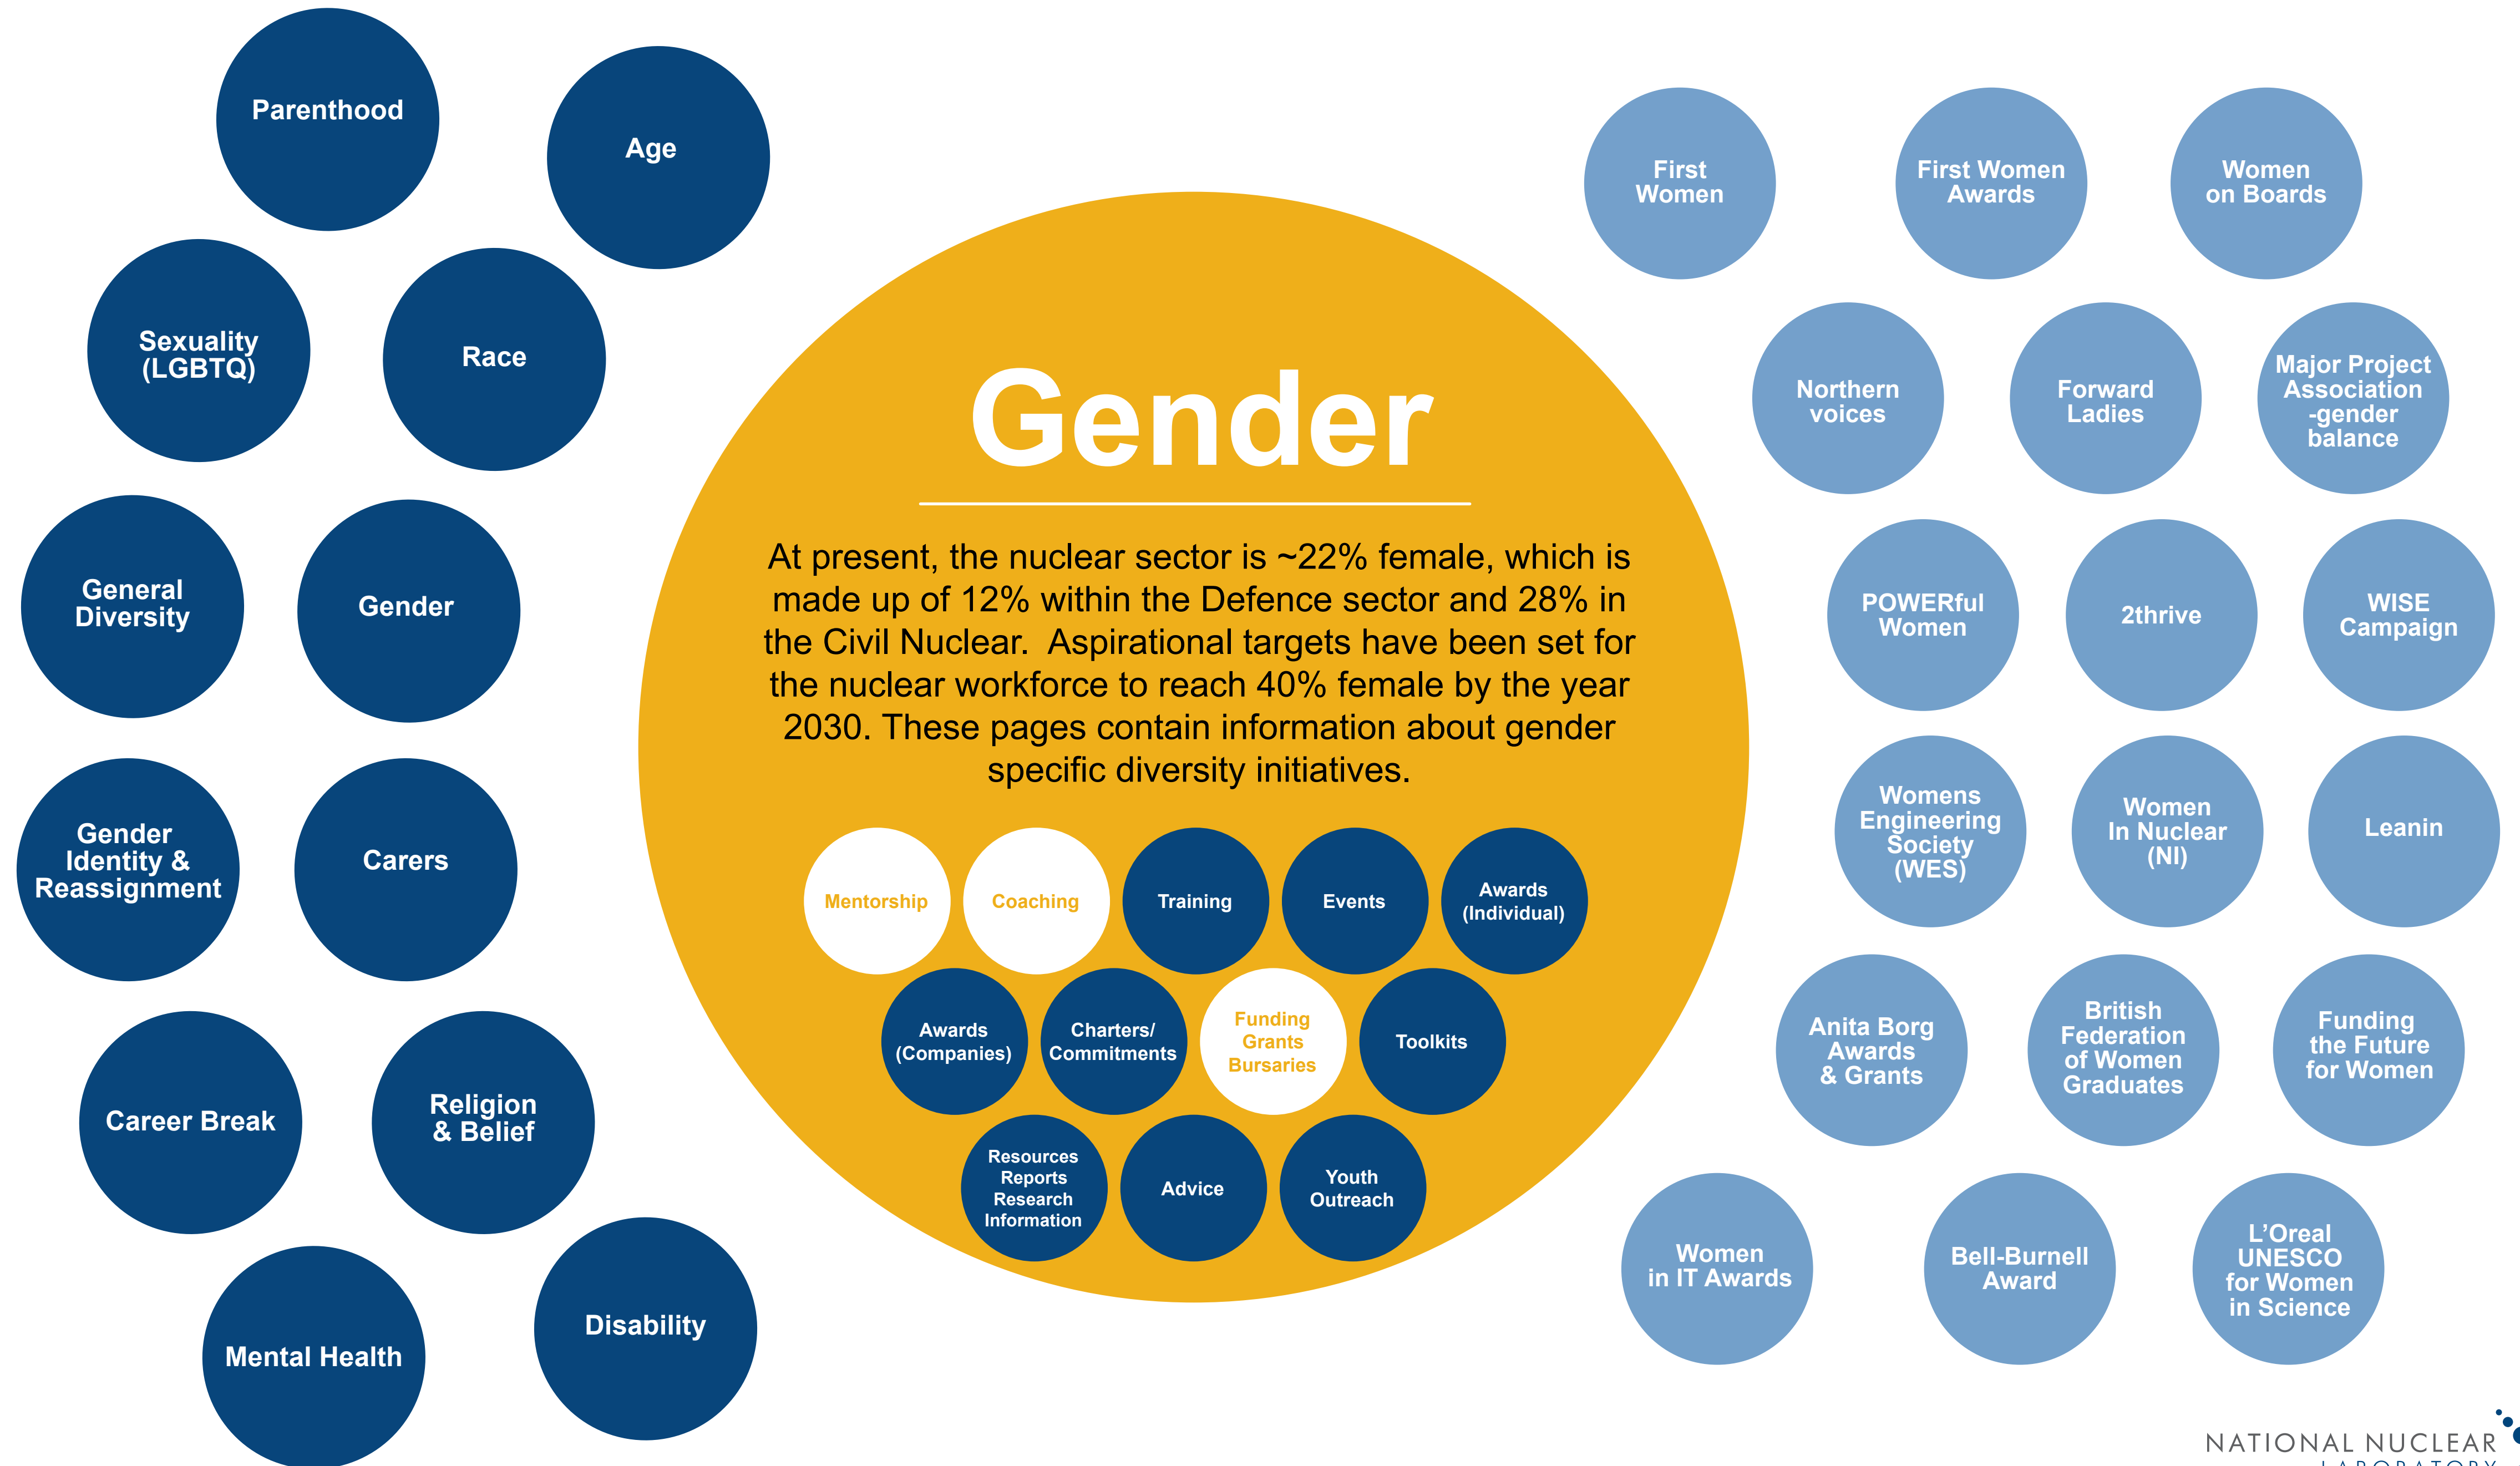 Parenthood
Age
Sexuality
(LGBTQ)
Race
General
Diversity
Gender
Gender
Identity &
Reassignment
Carers
Career Break
Religion
& Belief
Mental Health
Disability
Gender
At present, the nuclear sector is ~22% female, which is
made up of 12% within the Defence sector and 28% in
the Civil Nuclear.  Aspirational targets have been set for
the nuclear workforce to reach 40% female by the year
2030. These pages contain information about gender
specific diversity initiatives.
Mentorship
Coaching
Training
Events
Awards
(Individual)
Awards
(Companies)
Charters/
Commitments
Funding
Grants
Bursaries
Toolkits
Resources
Reports
Research
Information
Advice
Youth
Outreach
First
Women
First Women
Awards
Women
on Boards
Northern
voices
Forward
Ladies
Major Project
Association
-gender
balance
POWERful
Women
2thrive
WISE
Campaign
Womens
Engineering
Society
(WES)
Women
In Nuclear
(NI)
Leanin
Anita Borg
Awards
& Grants
British
Federation
of Women
Graduates
Funding
the Future
for Women
Women
in IT Awards
Bell-Burnell
Award
L’Oreal
UNESCO
for Women
in Science
NATIONAL NUCLEAR
LABORATORY